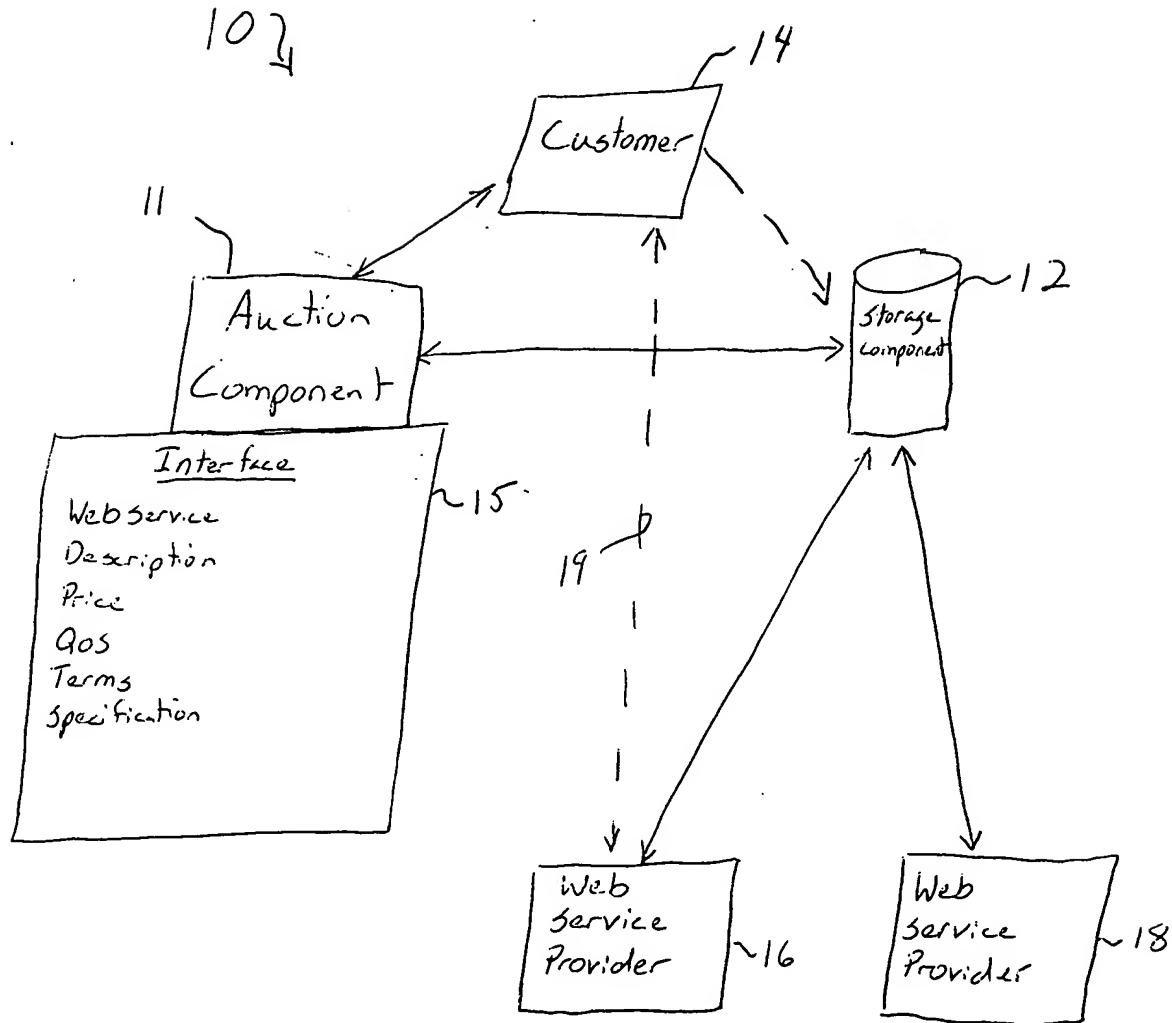 10
14
Customer
11
Auction
Component
12
Storage
Component
Interface
15
Web service
Description
Price
QoS
Terms
Specification
19
Web
Service
Provider
16
Web
Service
Provider
18